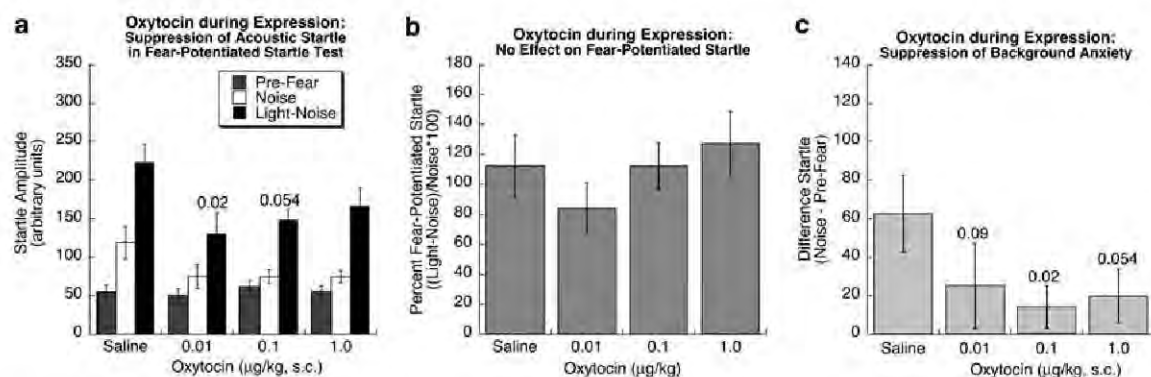 a
Oxytocin during Expression:
Suppression of Acoustic Startle
in Fear-Potentiated Startle Test
350
300
250
200
150
100
50
0
Startle Amplitude
(arbitrary units)
Pre-Fear
Noise
Light-Noise
0.02
0.054
Saline
0.01
0.1
1.0
Oxytocin (µg/kg, s.c.)
b
Oxytocin during Expression:
No Effect on Fear-Potentiated Startle
160
140
120
100
80
60
40
20
0
Percent Fear-Potentiated Startle
((Light-Noise)/Noise*100)
Saline
0.01
0.1
1.0
Oxytocin (µg/kg)
c
Oxytocin during Expression:
Suppression of Background Anxiety
140
120
100
80
60
40
20
0
Difference Startle
(Noise - Pre-Fear)
0.09
0.02
0.054
Saline
0.01
0.1
1.0
Oxytocin (µg/kg, s.c.)